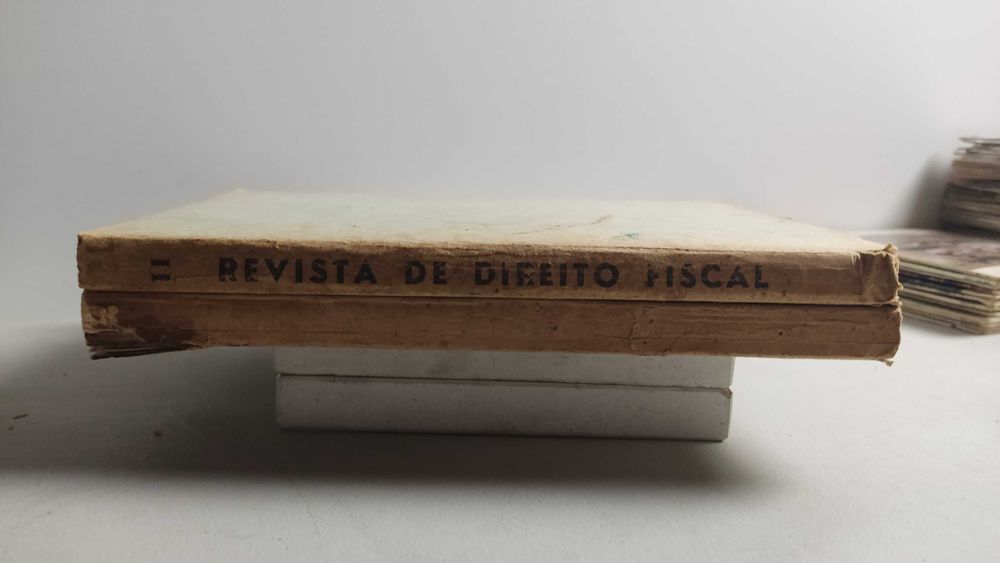 II REVISTA DE DIREITO FISCAL